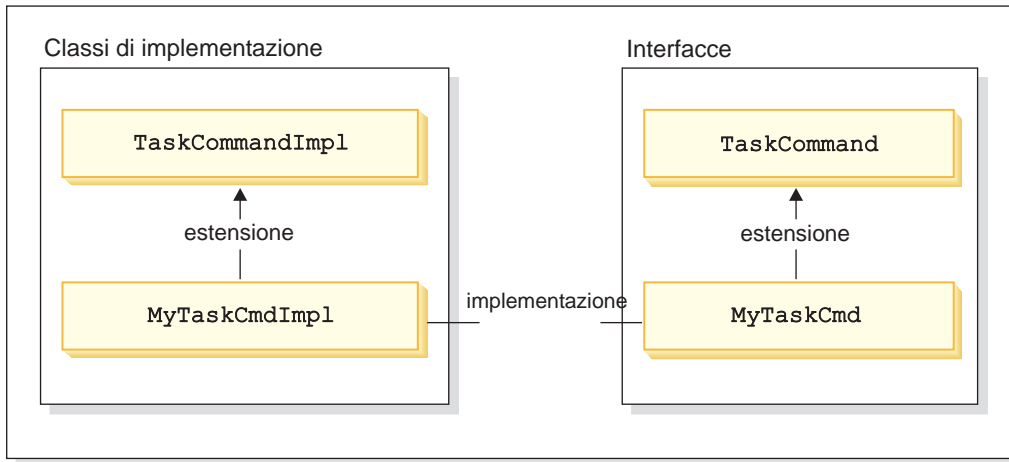 Classi di implementazione
Interfacce
TaskCommandImpl
TaskCommand
estensione
estensione
MyTaskCmdImpl
implementazione
MyTaskCmd